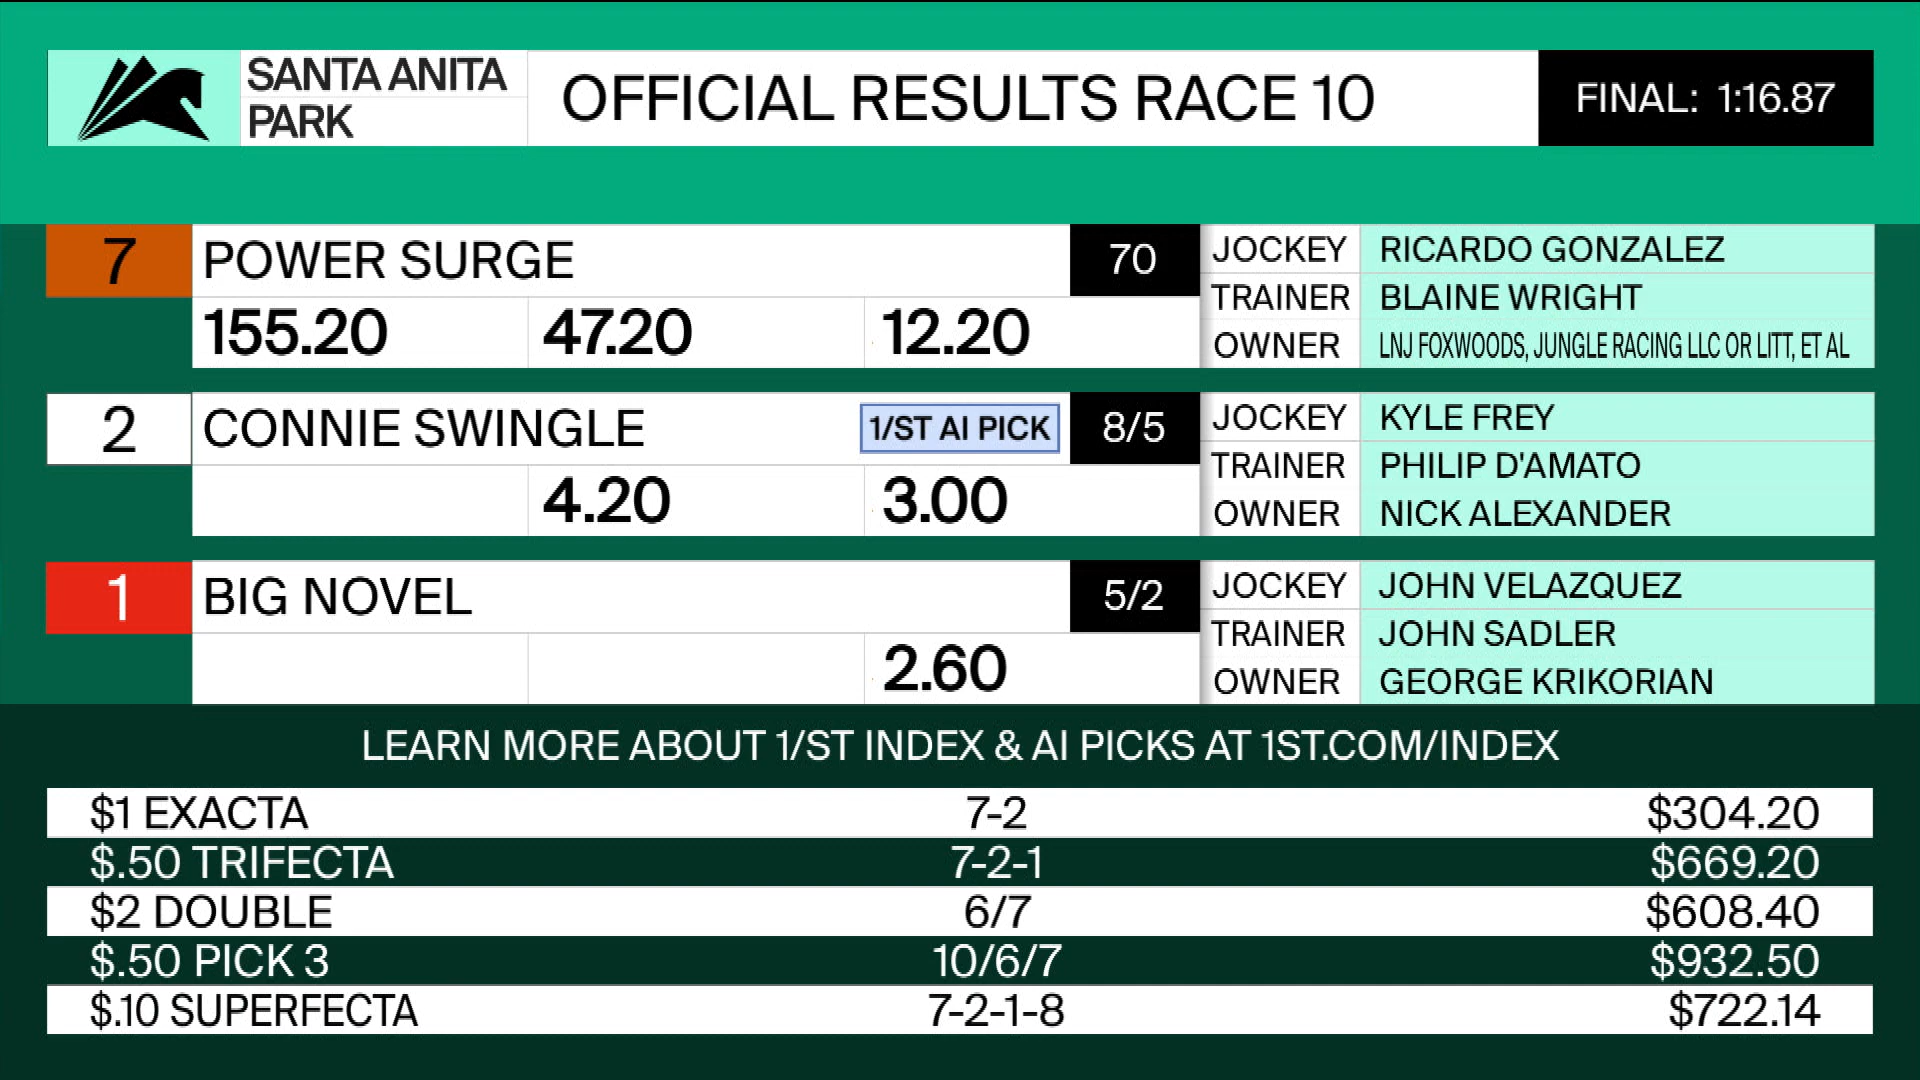 SANTA ANITA
PARK
OFFICIAL RESULTS RACE 10
FINAL: 1:16.87
7
POWER SURGE
70
155.20 47.20 12.20
JOCKEY RICARDO GONZALEZ
TRAINER BLAINE WRIGHT
OWNER LNJ FOXWOODS, JUNGLE RACING LLC OR LITT, ET AL
2
CONNIE SWINGLE
1/ST AI PICK
8/5
4.20 3.00
JOCKEY KYLE FREY
TRAINER PHILIP D'AMATO
OWNER NICK ALEXANDER
1
BIG NOVEL
5/2
2.60
JOCKEY JOHN VELAZQUEZ
TRAINER JOHN SADLER
OWNER GEORGE KRIKORIAN
LEARN MORE ABOUT 1/ST INDEX & AI PICKS AT 1ST.COM/INDEX
$1 EXACTA 7-2 $304.20
$.50 TRIFECTA 7-2-1 $669.20
$2 DOUBLE 6/7 $608.40
$.50 PICK 3 10/6/7 $932.50
$.10 SUPERFECTA 7-2-1-8 $722.14